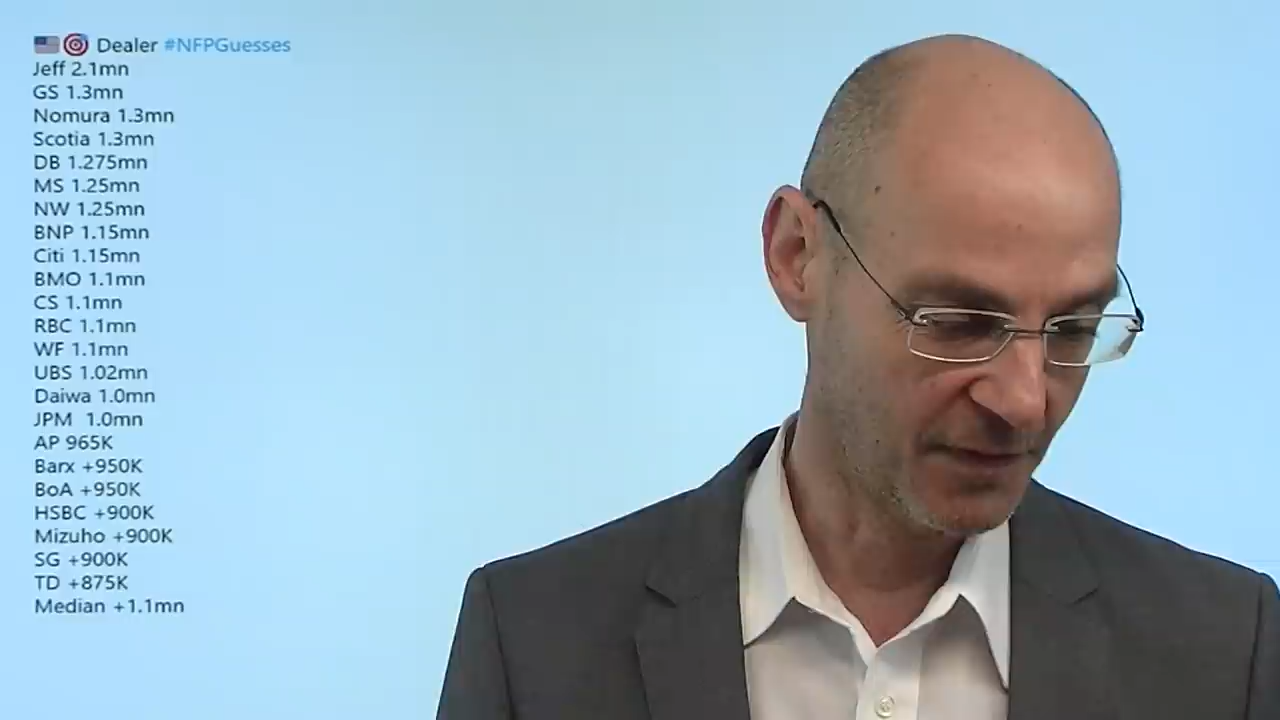 🇺🇸🎯 Dealer #NFPGuesses
Jeff 2.1mn
GS 1.3mn
Nomura 1.3mn
Scotia 1.3mn
DB 1.275mn
MS 1.25mn
NW 1.25mn
BNP 1.15mn
Citi 1.15mn
BMO 1.1mn
CS 1.1mn
RBC 1.1mn
WF 1.1mn
UBS 1.02mn
Daiwa 1.0mn
JPM 1.0mn
AP 965K
Barx +950K
BoA +950K
HSBC +900K
Mizuho +900K
SG +900K
TD +875K
Median +1.1mn